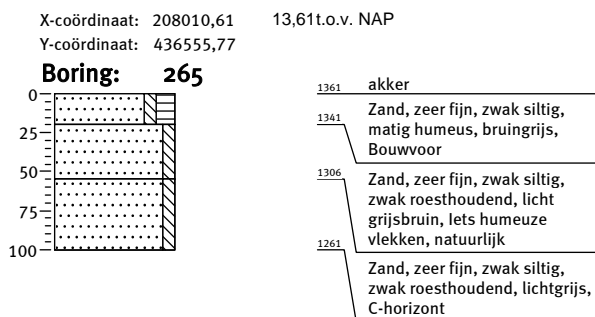 X-coördinaat: 208010,61 13,61t.o.v. NAP
Y-coördinaat: 436555,77
Boring: 265
0
25
50
75
100
1361 akker
1341 Zand, zeer fijn, zwak siltig,
matig humeus, bruingrijs,
Bouwvoor
1306 Zand, zeer fijn, zwak siltig,
zwak roesthoudend, licht
grijsbruin, Iets humeuze
vlekken, natuurlijk
1261 Zand, zeer fijn, zwak siltig,
zwak roesthoudend, lichtgrijs,
C-horizont